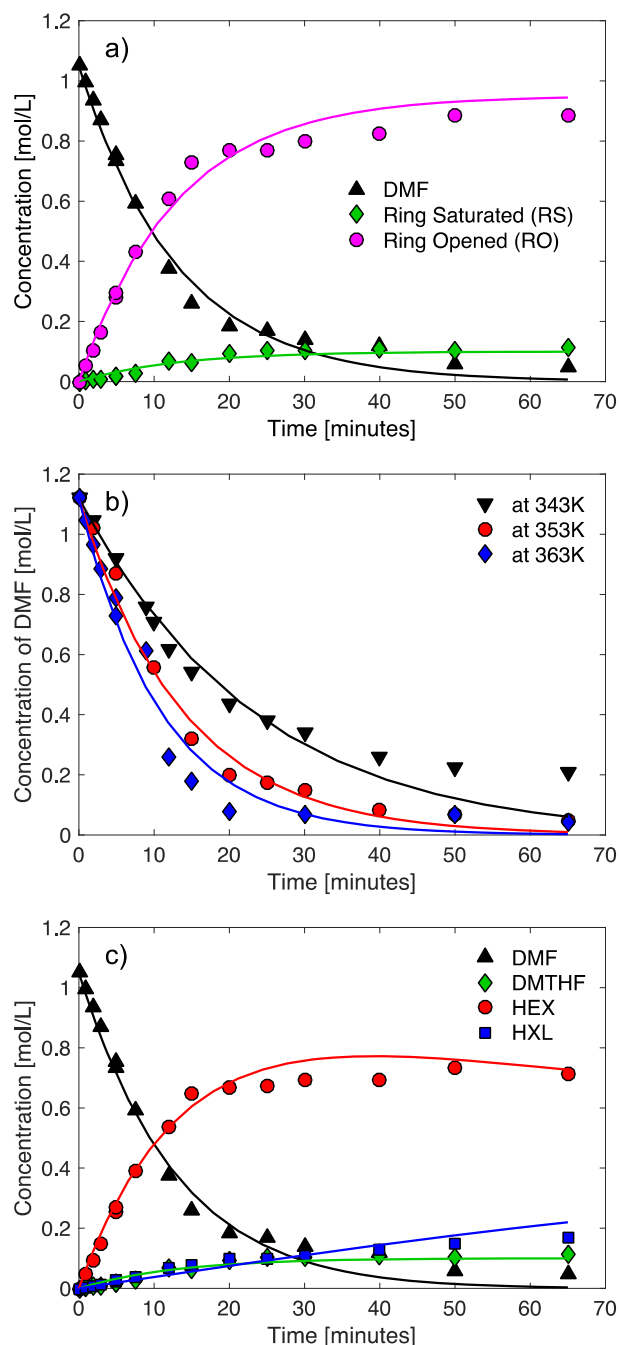 a)
Concentration [mol/L]
1.2
1
0.8
0.6
0.4
0.2
0
DMF
Ring Saturated (RS)
Ring Opened (RO)
0 10 20 30 40 50 60 70
Time [minutes]
b)
Concentration of DMF [mol/L]
1.2
1
0.8
0.6
0.4
0.2
0
at 343K
at 353K
at 363K
0 10 20 30 40 50 60 70
Time [minutes]
c)
Concentration [mol/L]
1.2
1
0.8
0.6
0.4
0.2
0
DMF
DMTHF
HEX
HXL
0 10 20 30 40 50 60 70
Time [minutes]